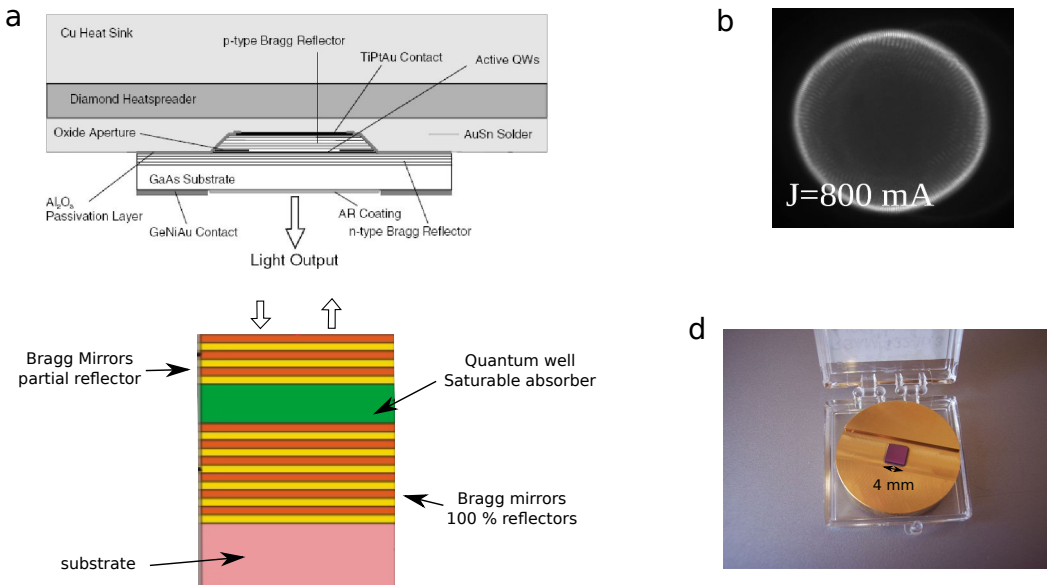 a
Cu Heat Sink
p-type Bragg Reflector
TiPtAu Contact
Active QWs
Diamond Heatspreader
Oxide Aperture
AuSn Solder
GaAs Substrate
Al₂O₃
Passivation Layer
GeNiAu Contact
AR Coating
n-type Bragg Reflector
Light Output
b
J=800 mA
Bragg Mirrors
partial reflector
Quantum well
Saturable absorber
Bragg mirrors
100 % reflectors
substrate
d
4 mm